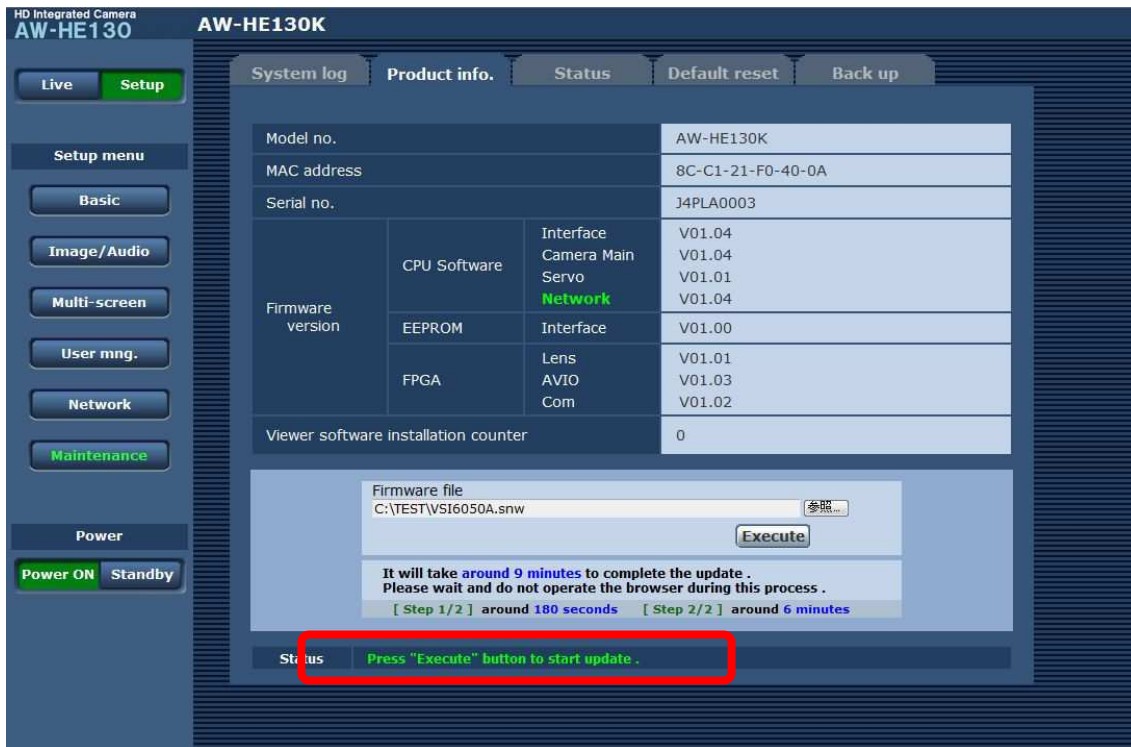 HD Integrated Camera
AW-HE130
AW-HE130K
Live
Setup
System log
Product info.
Status
Default reset
Back up
Setup menu
Basic
Image/Audio
Multi-screen
User mng.
Network
Maintenance
Power
Power ON
Standby
Model no.
AW-HE130K
MAC address
8C-C1-21-F0-40-0A
Serial no.
J4PLA0003
Firmware
version
CPU Software
Interface
V01.04
Camera Main
V01.04
Servo
V01.01
Network
V01.04
EEPROM
Interface
V01.00
FPGA
Lens
V01.01
AVIO
V01.03
Com
V01.02
Viewer software installation counter
0
Firmware file
C:\TEST\VSI6050A.snw
参照...
Execute
It will take around 9 minutes to complete the update .
Please wait and do not operate the browser during this process .
[ Step 1/2 ] around 180 seconds [ Step 2/2 ] around 6 minutes
Status
Press "Execute" button to start update .